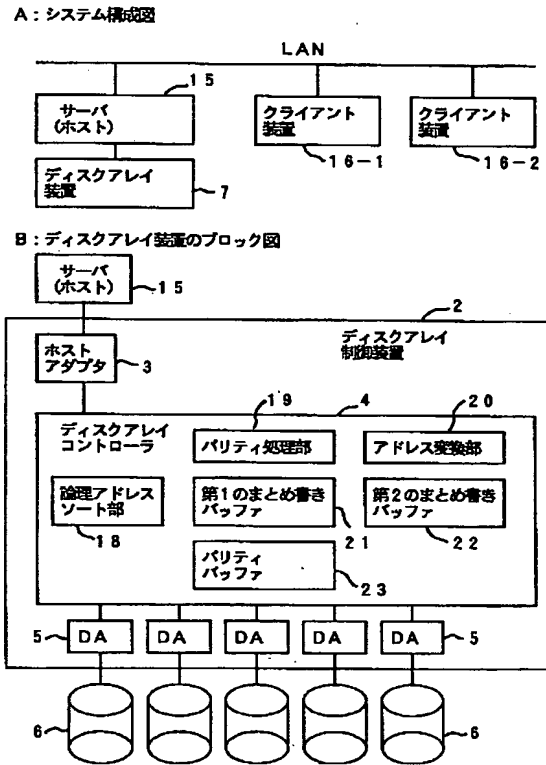 A：システム構成図
LAN
15
サーバ
(ホスト)
クライアント
装置
クライアント
装置
16-1
16-2
ディスクアレイ
装置
7
B：ディスクアレイ装置のブロック図
サーバ
(ホスト)
15
2
ホスト
アダプタ
3
ディスクアレイ
制御装置
19
4
20
ディスクアレイ
コントローラ
パリティ処理部
アドレス変換部
論理アドレス
ソート部
18
第1のまとめ書き
バッファ
21
第2のまとめ書き
バッファ
22
パリティ
バッファ
23
5
DA
DA
DA
DA
DA
5
6
6